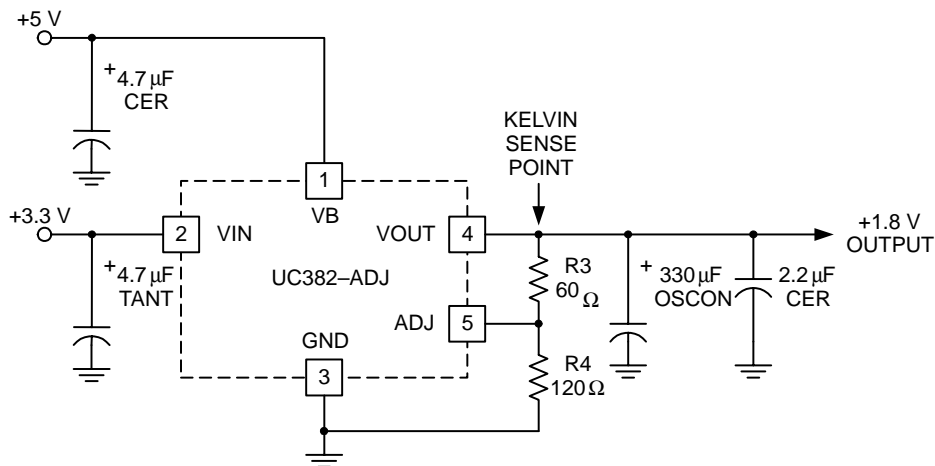 +5 V
+
4.7 µF
CER
KELVIN
SENSE
POINT
1
VB
+3.3 V
2
VIN
VOUT
4
+1.8 V
OUTPUT
+
4.7 µF
TANT
UC382–ADJ
R3
60 Ω
+
330 µF
OSCON
2.2 µF
CER
ADJ
5
GND
3
R4
120 Ω